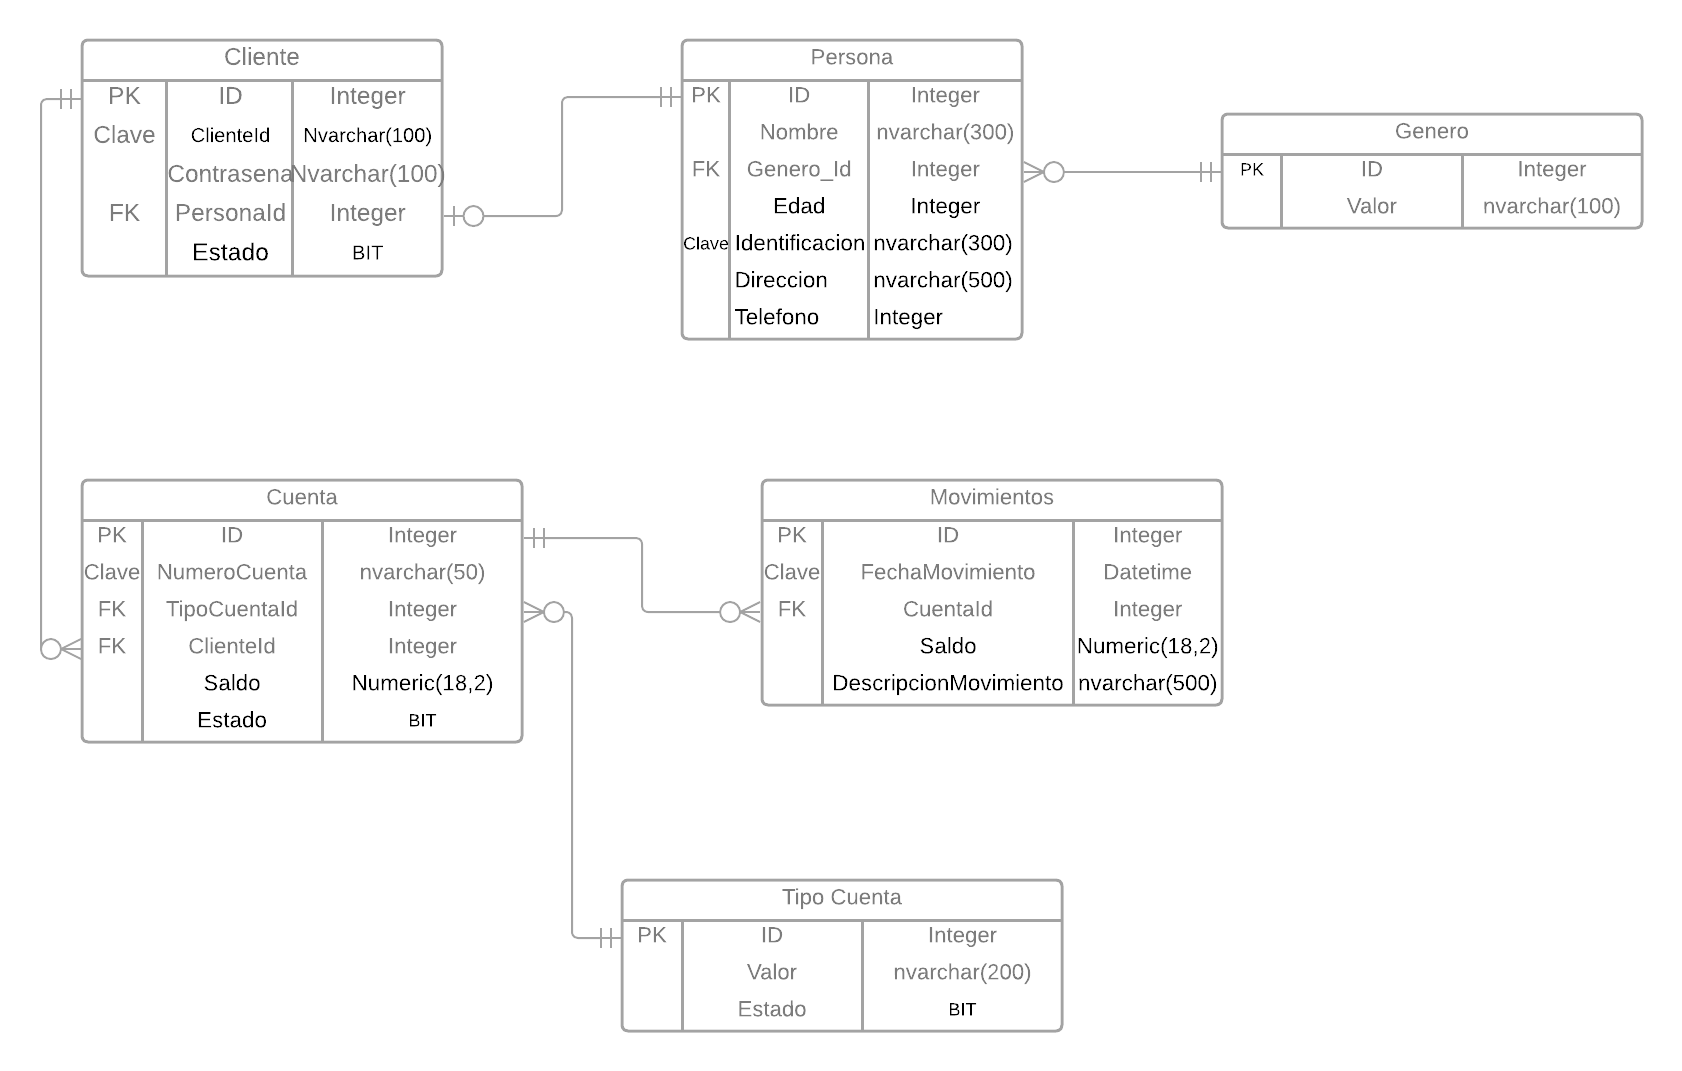 Cliente
PK ID Integer
Clave ClienteId Nvarchar(100)
Contrasena Nvarchar(100)
FK PersonaId Integer
Estado BIT
Persona
PK ID Integer
Nombre nvarchar(300)
FK Genero_Id Integer
Edad Integer
Clave Identificacion nvarchar(300)
Direccion nvarchar(500)
Telefono Integer
Genero
PK ID Integer
Valor nvarchar(100)
Cuenta
PK ID Integer
Clave NumeroCuenta nvarchar(50)
FK TipoCuentaId Integer
FK ClienteId Integer
Saldo Numeric(18,2)
Estado BIT
Movimientos
PK ID Integer
Clave FechaMovimiento Datetime
FK CuentaId Integer
Saldo Numeric(18,2)
DescripcionMovimiento nvarchar(500)
Tipo Cuenta
PK ID Integer
Valor nvarchar(200)
Estado BIT